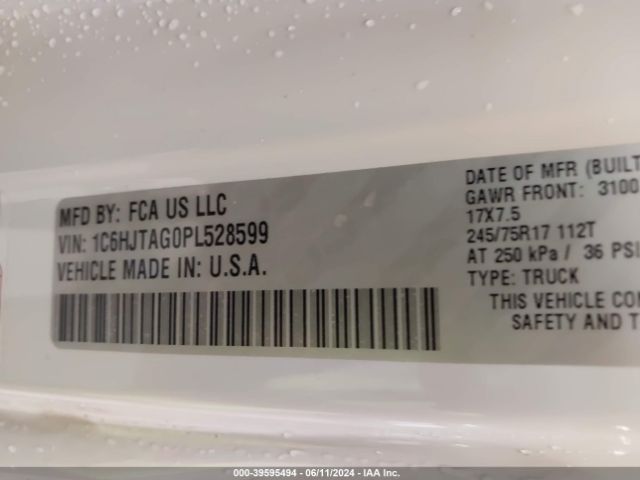 MFD BY: FCA US LLC
VIN: 1C6HJTAG0PL528599
VEHICLE MADE IN: U.S.A.
DATE OF MFR (BUILT
GAWR FRONT: 3100
17X7.5
245/75R17 112T
AT 250 kPa / 36 PSI
TYPE: TRUCK
THIS VEHICLE CO
SAFETY AND T
000-39595494 - 06/11/2024 - IAA Inc.